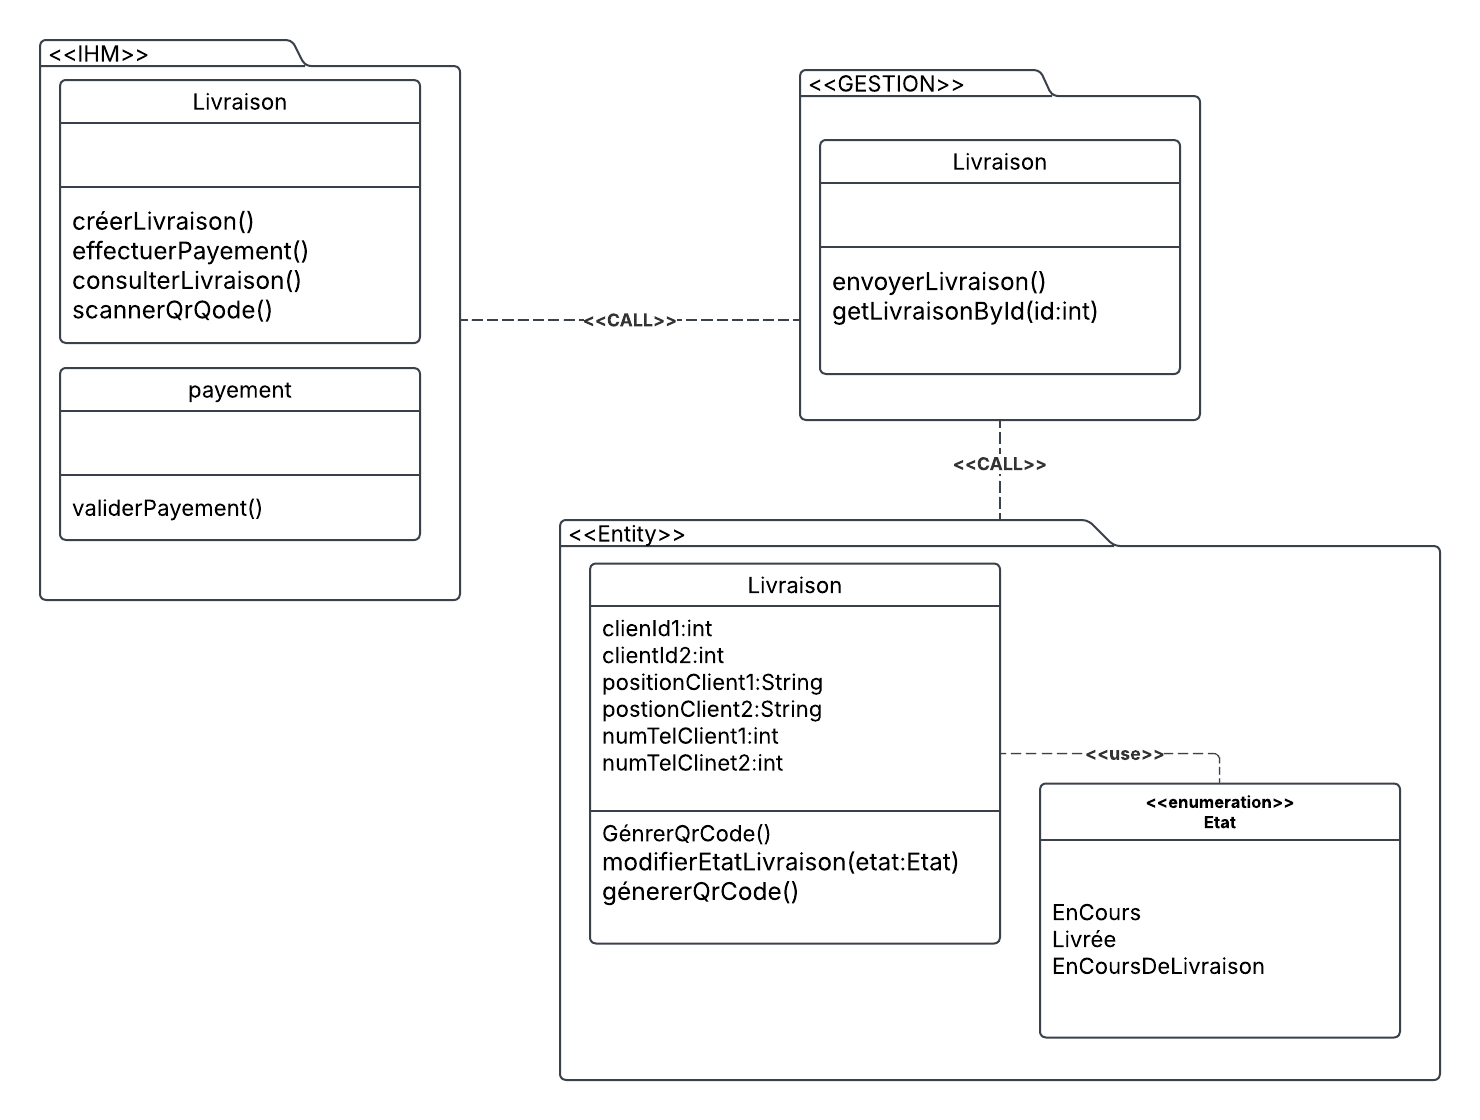 <<IHM>>
Livraison
créerLivraison()
effectuerPayement()
consulterLivraison()
scannerQrQode()
payement
validerPayement()
<<CALL>>
<<GESTION>>
Livraison
envoyerLivraison()
getLivraisonById(id:int)
<<CALL>>
<<Entity>>
Livraison
clienId1:int
clientId2:int
positionClient1:String
postionClient2:String
numTelClient1:int
numTelClinet2:int
GénrerQrCode()
modifierEtatLivraison(etat:Etat)
génererQrCode()
<<use>>
<<enumeration>>
Etat
EnCours
Livrée
EnCoursDeLivraison